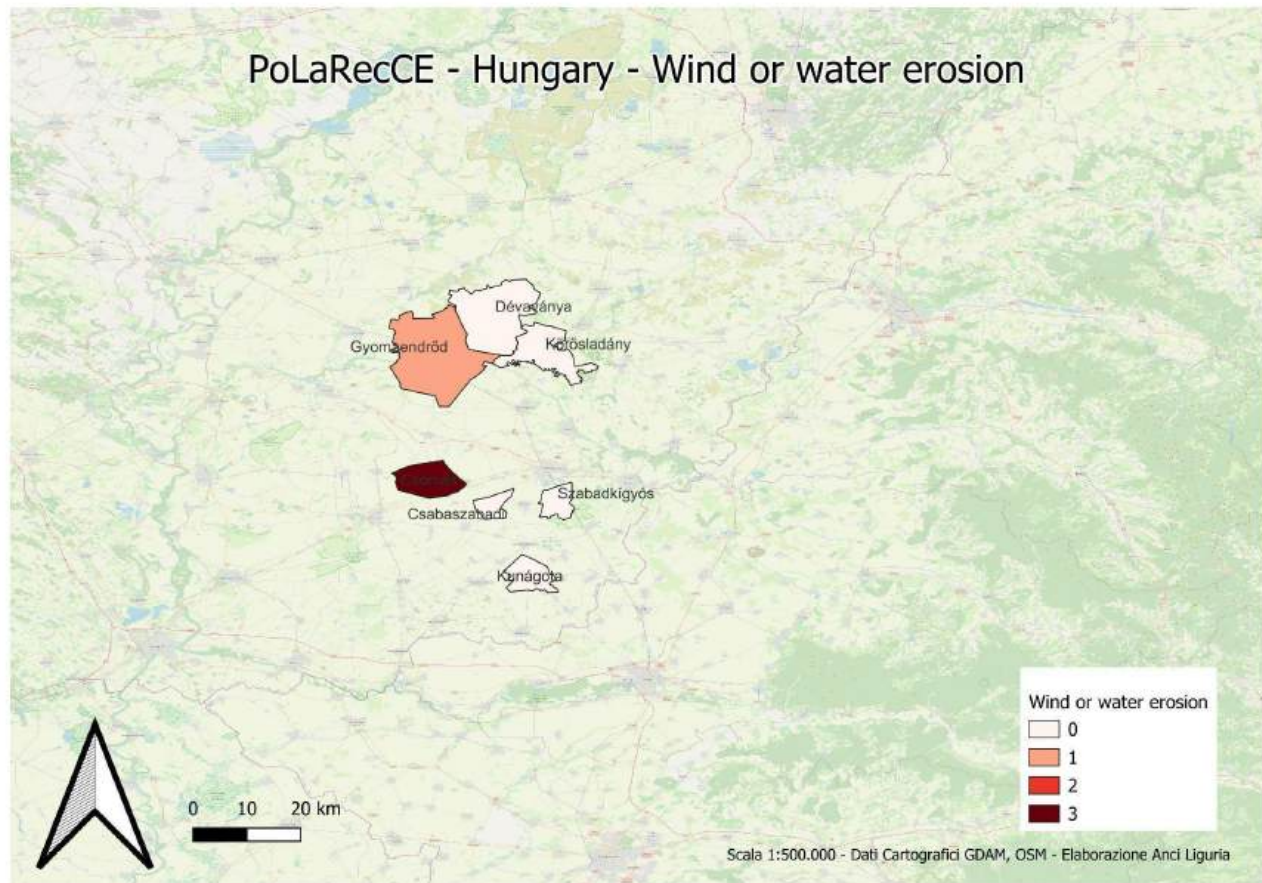 PoLaRecCE - Hungary - Wind or water erosion
Dévaványa
Körösladány
Gyomaendrőd
Szabadkígyós
Csabaszabadi
Kunágota
Wind or water erosion
0
1
2
3
0 10 20 km
Scala 1:500.000 - Dati Cartografici GDAM, OSM - Elaborazione Anci Liguria